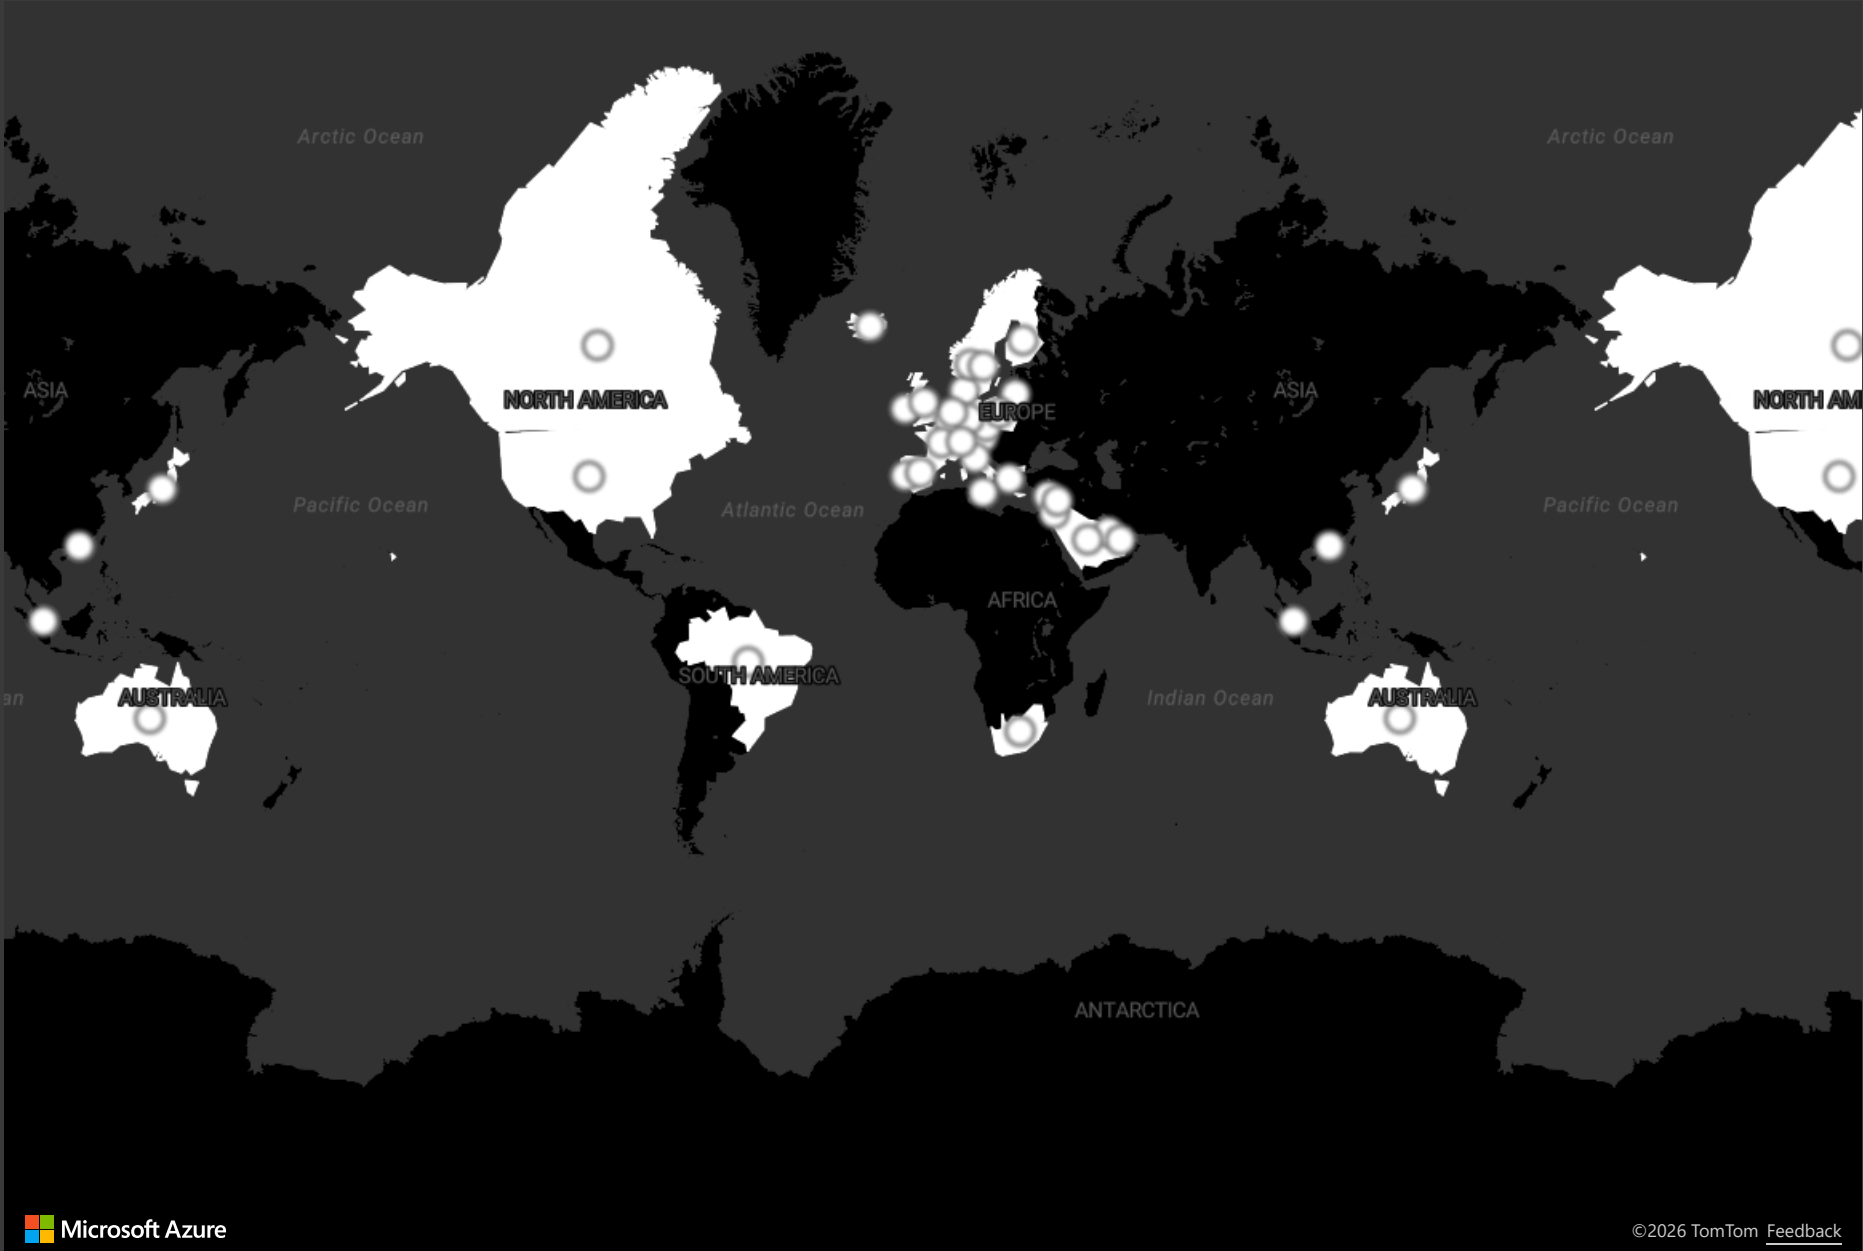 Arctic Ocean
Arctic Ocean
ASIA
ASIA
NORTH AMERICA
NORTH AM
EUROPE
Pacific Ocean
Atlantic Ocean
Pacific Ocean
AFRICA
SOUTH AMERICA
an
AUSTRALIA
Indian Ocean
AUSTRALIA
ANTARCTICA
Microsoft Azure
©2026 TomTom Feedback